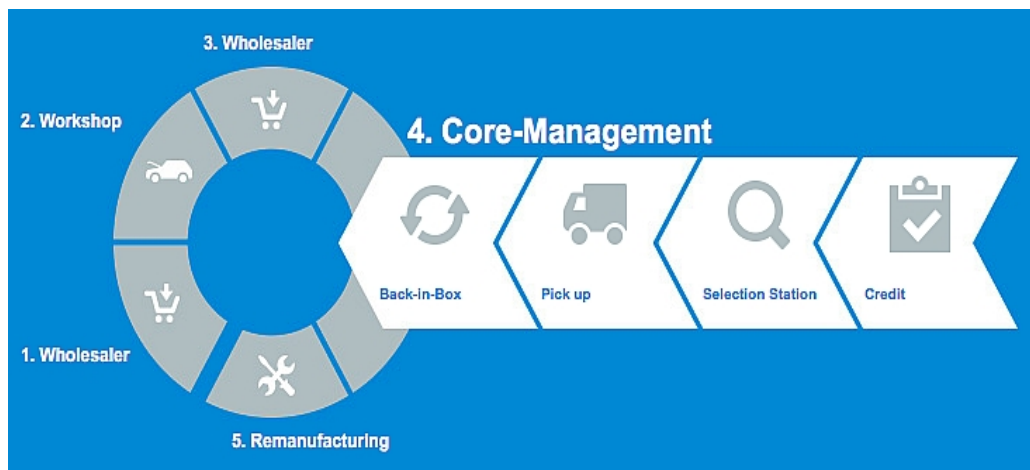 3. Wholesaler
2. Workshop
4. Core-Management
Back-in-Box
Pick up
Selection Station
Credit
1. Wholesaler
5. Remanufacturing